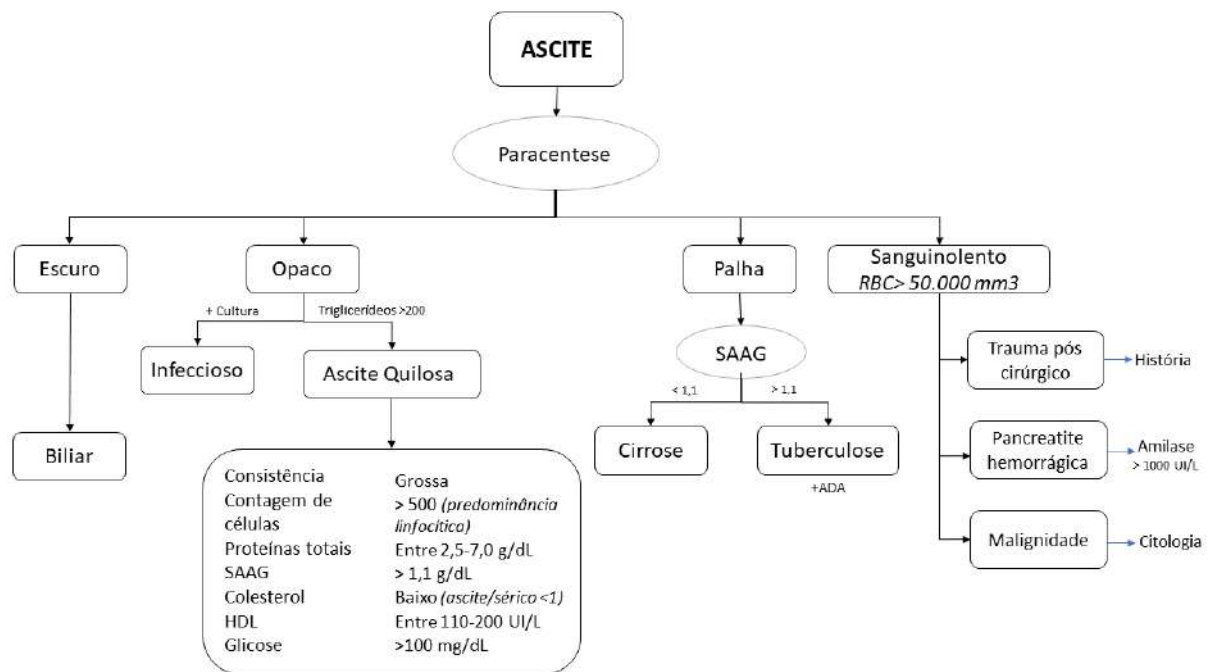 ASCITE
Paracentese
Escuro
Opaco
Palha
Sanguinolento
RBC> 50.000 mm3
+ Cultura
Triglicerídeos >200
Infeccioso
Ascite Quilosa
SAAG
< 1,1
> 1,1
Cirrose
Tuberculose
+ADA
Biliar
Trauma pós
cirúrgico
História
Pancreatite
hemorrágica
Amilase
> 1000 UI/L
Malignidade
Citologia
Consistência Grossa
Contagem de
células
> 500 (predominância
linfocítica)
Proteínas totais Entre 2,5-7,0 g/dL
SAAG > 1,1 g/dL
Colesterol Baixo (ascite/sérico <1)
HDL Entre 110-200 UI/L
Glicose >100 mg/dL